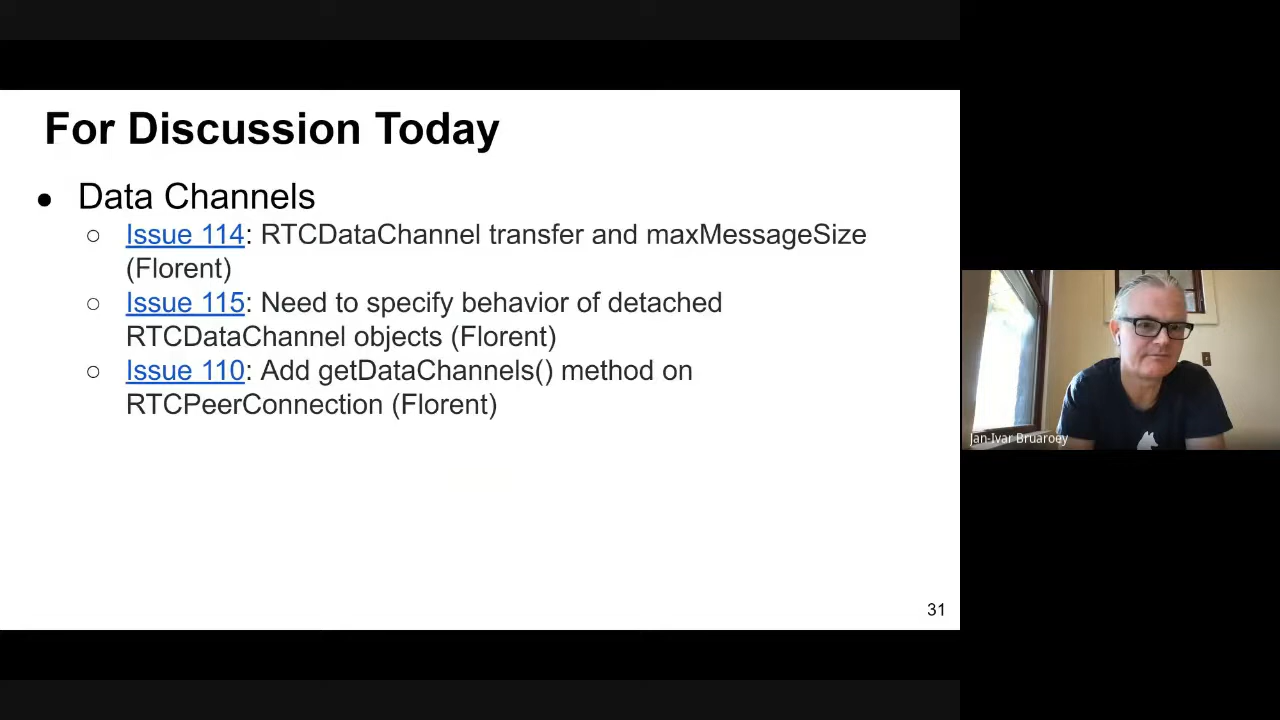 For Discussion Today
● Data Channels
○ Issue 114: RTCDataChannel transfer and maxMessageSize
(Florent)
○ Issue 115: Need to specify behavior of detached
RTCDataChannel objects (Florent)
○ Issue 110: Add getDataChannels() method on
RTCPeerConnection (Florent)
31
Jan-Ivar Bruaroey